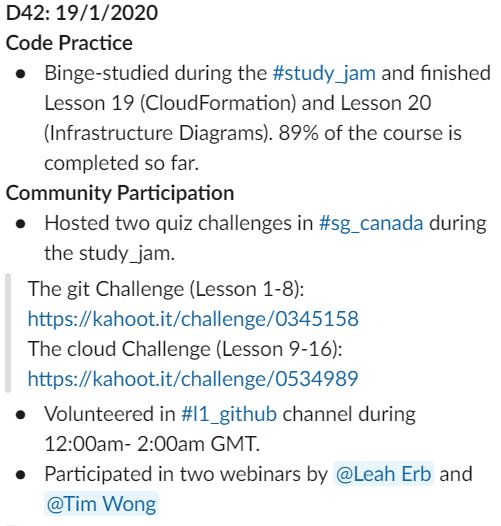 D42: 19/1/2020
Code Practice
● Binge-studied during the #study_jam and finished
Lesson 19 (CloudFormation) and Lesson 20
(Infrastructure Diagrams). 89% of the course is
completed so far.
Community Participation
● Hosted two quiz challenges in #sg_canada during
the study_jam.
The git Challenge (Lesson 1-8):
https://kahoot.it/challenge/0345158
The cloud Challenge (Lesson 9-16):
https://kahoot.it/challenge/0534989
● Volunteered in #l1_github channel during
12:00am- 2:00am GMT.
● Participated in two webinars by @Leah Erb and
@Tim Wong